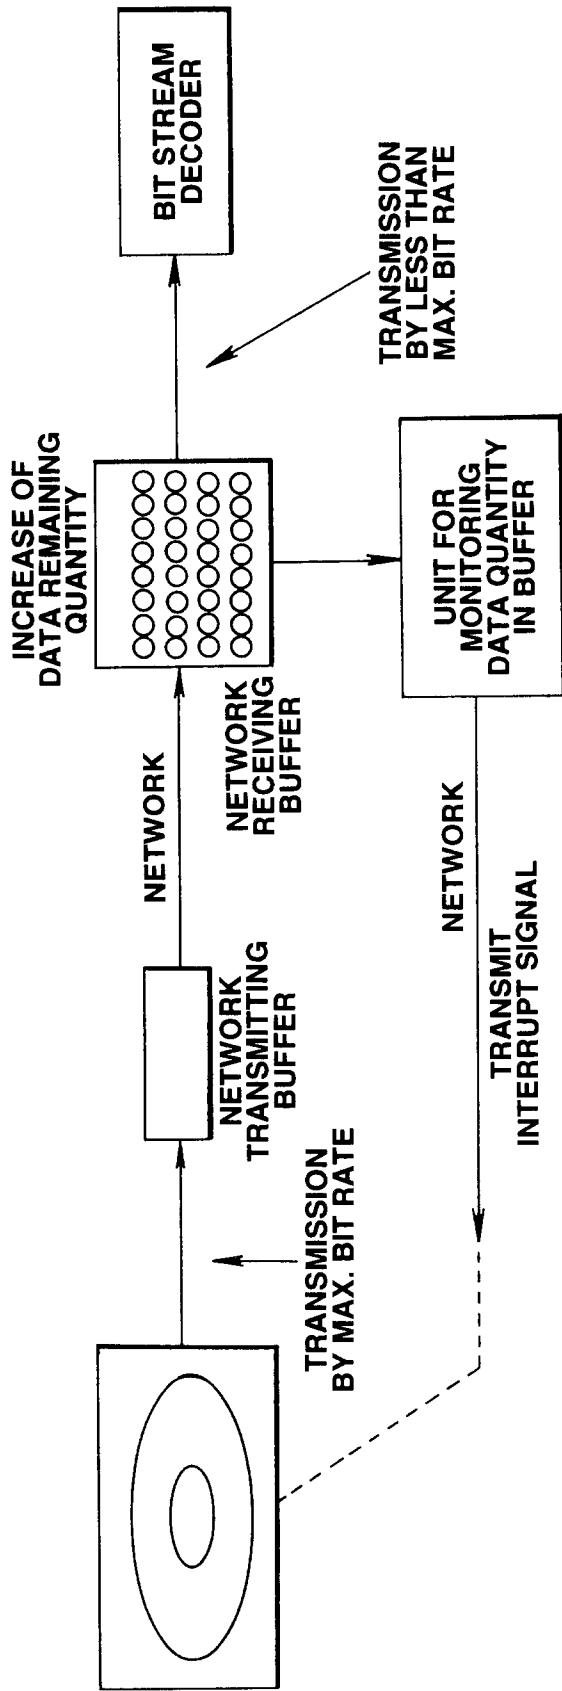 TRANSMISSION
BY MAX. BIT RATE
NETWORK
TRANSMITTING
BUFFER
NETWORK
INCREASE OF
DATA REMAINING
QUANTITY
NETWORK
RECEIVING
BUFFER
TRANSMISSION
BY LESS THAN
MAX. BIT RATE
BIT STREAM
DECODER
UNIT FOR
MONITORING
DATA QUANTITY
IN BUFFER
NETWORK
TRANSMIT
INTERRUPT SIGNAL